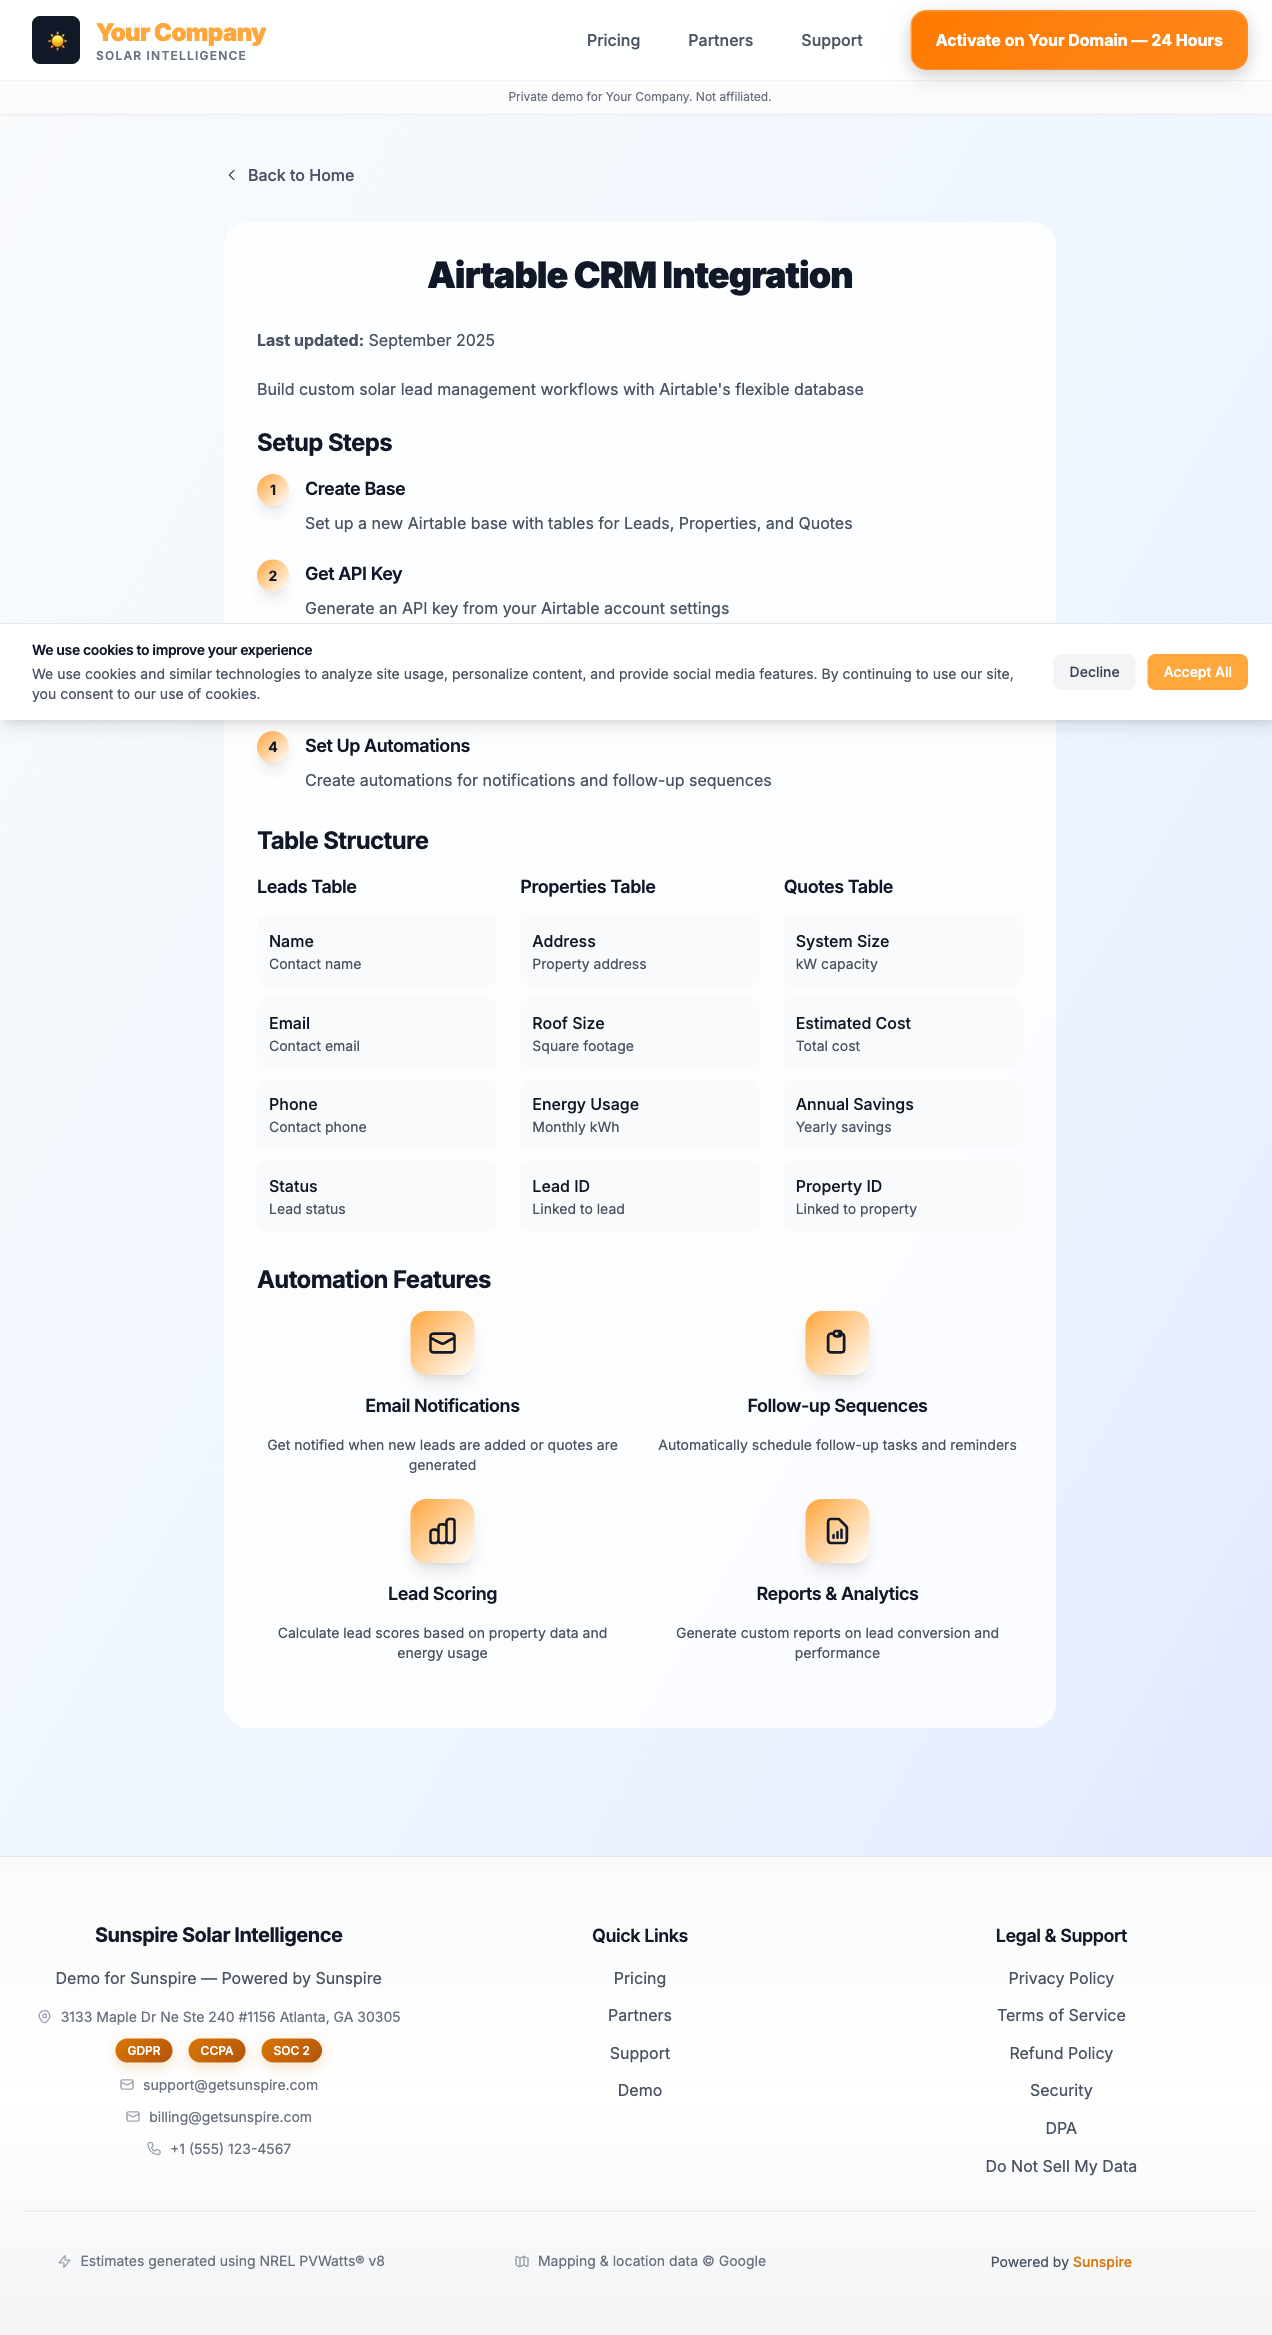 Your Company
SOLAR INTELLIGENCE
Pricing
Partners
Support
Activate on Your Domain — 24 Hours
Private demo for Your Company. Not affiliated.
Back to Home
Airtable CRM Integration
Last updated: September 2025
Build custom solar lead management workflows with Airtable's flexible database
Setup Steps
1
Create Base
Set up a new Airtable base with tables for Leads, Properties, and Quotes
2
Get API Key
Generate an API key from your Airtable account settings
We use cookies to improve your experience
We use cookies and similar technologies to analyze site usage, personalize content, and provide social media features. By continuing to use our site,
you consent to our use of cookies.
Decline
Accept All
4
Set Up Automations
Create automations for notifications and follow-up sequences
Table Structure
Leads Table
Name
Contact name
Email
Contact email
Phone
Contact phone
Status
Lead status
Properties Table
Address
Property address
Roof Size
Square footage
Energy Usage
Monthly kWh
Lead ID
Linked to lead
Quotes Table
System Size
kW capacity
Estimated Cost
Total cost
Annual Savings
Yearly savings
Property ID
Linked to property
Automation Features
Email Notifications
Get notified when new leads are added or quotes are
generated
Follow-up Sequences
Automatically schedule follow-up tasks and reminders
Lead Scoring
Calculate lead scores based on property data and
energy usage
Reports & Analytics
Generate custom reports on lead conversion and
performance
Sunspire Solar Intelligence
Demo for Sunspire — Powered by Sunspire
3133 Maple Dr Ne Ste 240 #1156 Atlanta, GA 30305
GDPR
CCPA
SOC 2
support@getsunspire.com
billing@getsunspire.com
+1 (555) 123-4567
Quick Links
Pricing
Partners
Support
Demo
Legal & Support
Privacy Policy
Terms of Service
Refund Policy
Security
DPA
Do Not Sell My Data
Estimates generated using NREL PVWatts® v8
Mapping & location data © Google
Powered by Sunspire